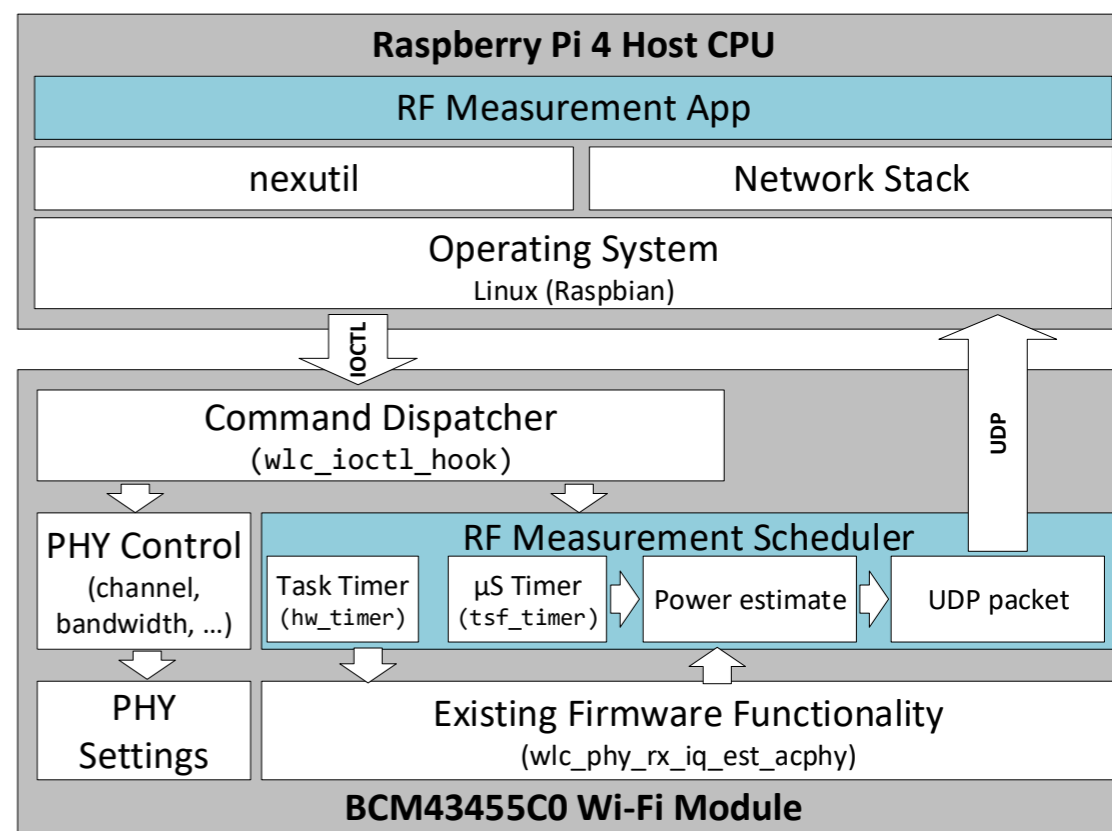 Raspberry Pi 4 Host CPU
RF Measurement App
nexutil
Network Stack
Operating System
Linux (Raspbian)
IOCTL
UDP
Command Dispatcher
(wlc_ioctl_hook)
PHY Control
(channel,
bandwidth, …)
RF Measurement Scheduler
Task Timer
(hw_timer)
µS Timer
(tsf_timer)
Power estimate
UDP packet
PHY
Settings
Existing Firmware Functionality
(wlc_phy_rx_iq_est_acphy)
BCM43455C0 Wi-Fi Module